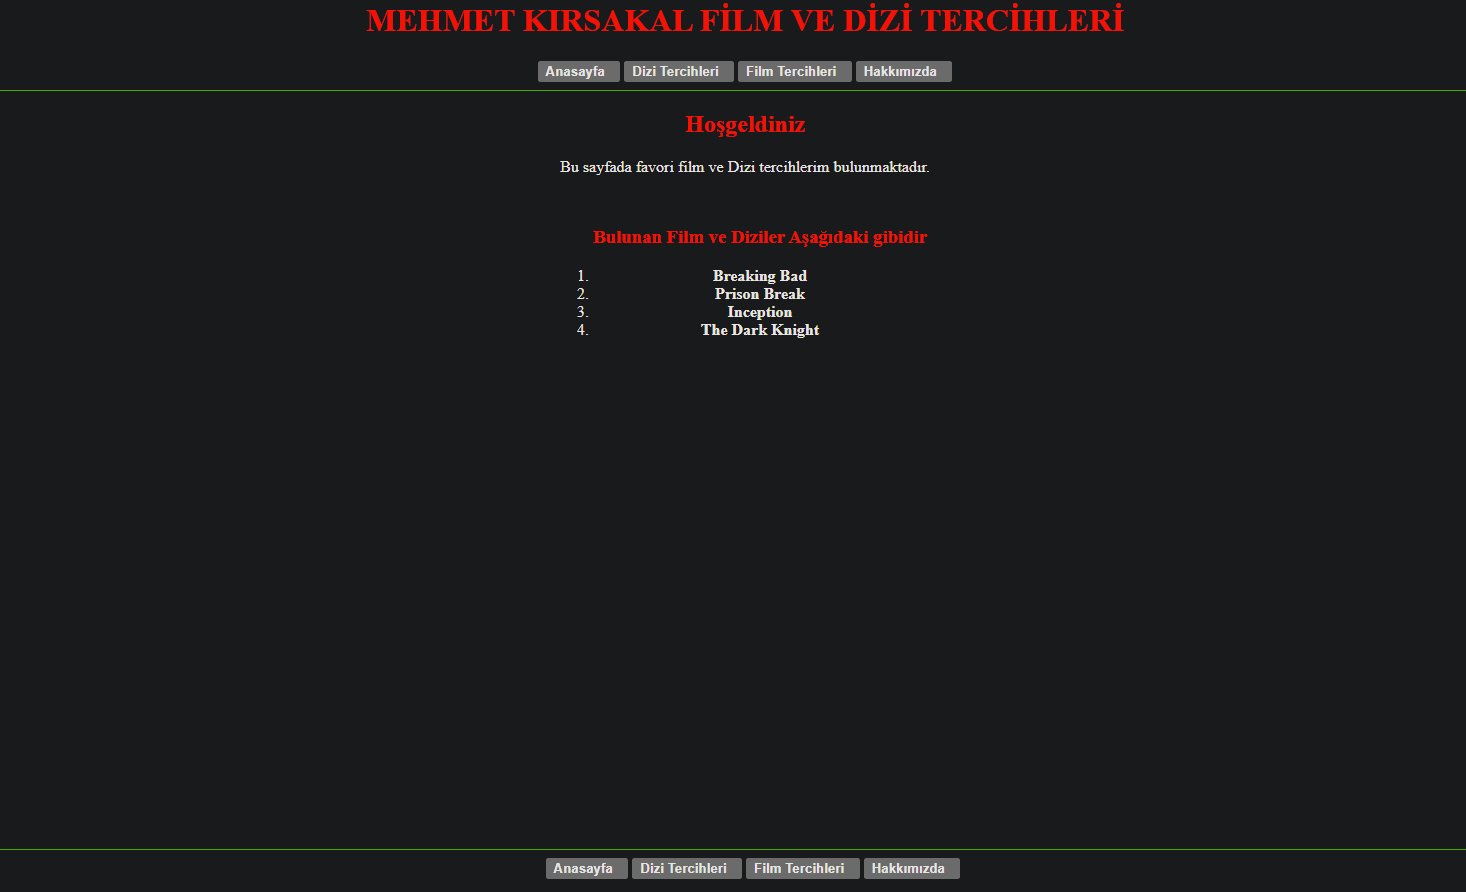 MEHMET KIRSAKAL FİLM VE DİZİ TERCİHLERİ
Anasayfa Dizi Tercihleri Film Tercihleri Hakkımızda
Hoşgeldiniz
Bu sayfada favori film ve Dizi tercihlerim bulunmaktadır.
Bulunan Film ve Diziler Aşağıdaki gibidir
1. Breaking Bad
2. Prison Break
3. Inception
4. The Dark Knight
Anasayfa Dizi Tercihleri Film Tercihleri Hakkımızda